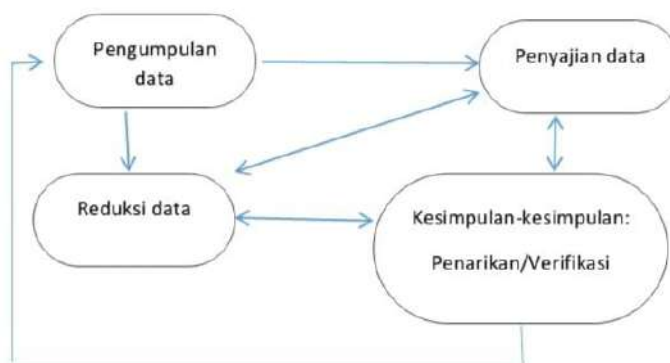 Pengumpulan
data
Penyajian data
Reduksi data
Kesimpulan-kesimpulan:
Penarikan/Verifikasi